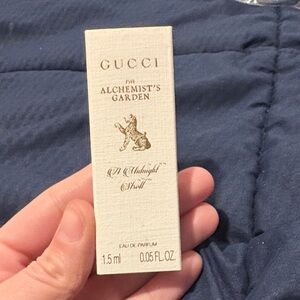 GUCCI
THE
ALCHEMIST'S
GARDEN
A Midnight
Stroll
EAU DE PARFUM
1.5 ml 0.05 FL. OZ.